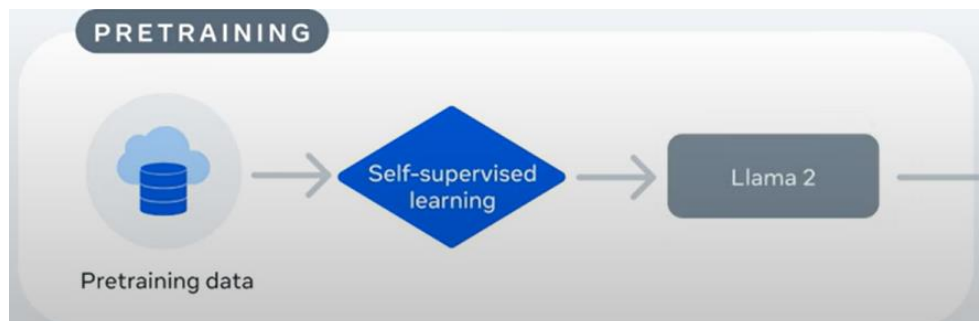 PRETRAINING
Self-supervised
learning
Llama 2
Pretraining data